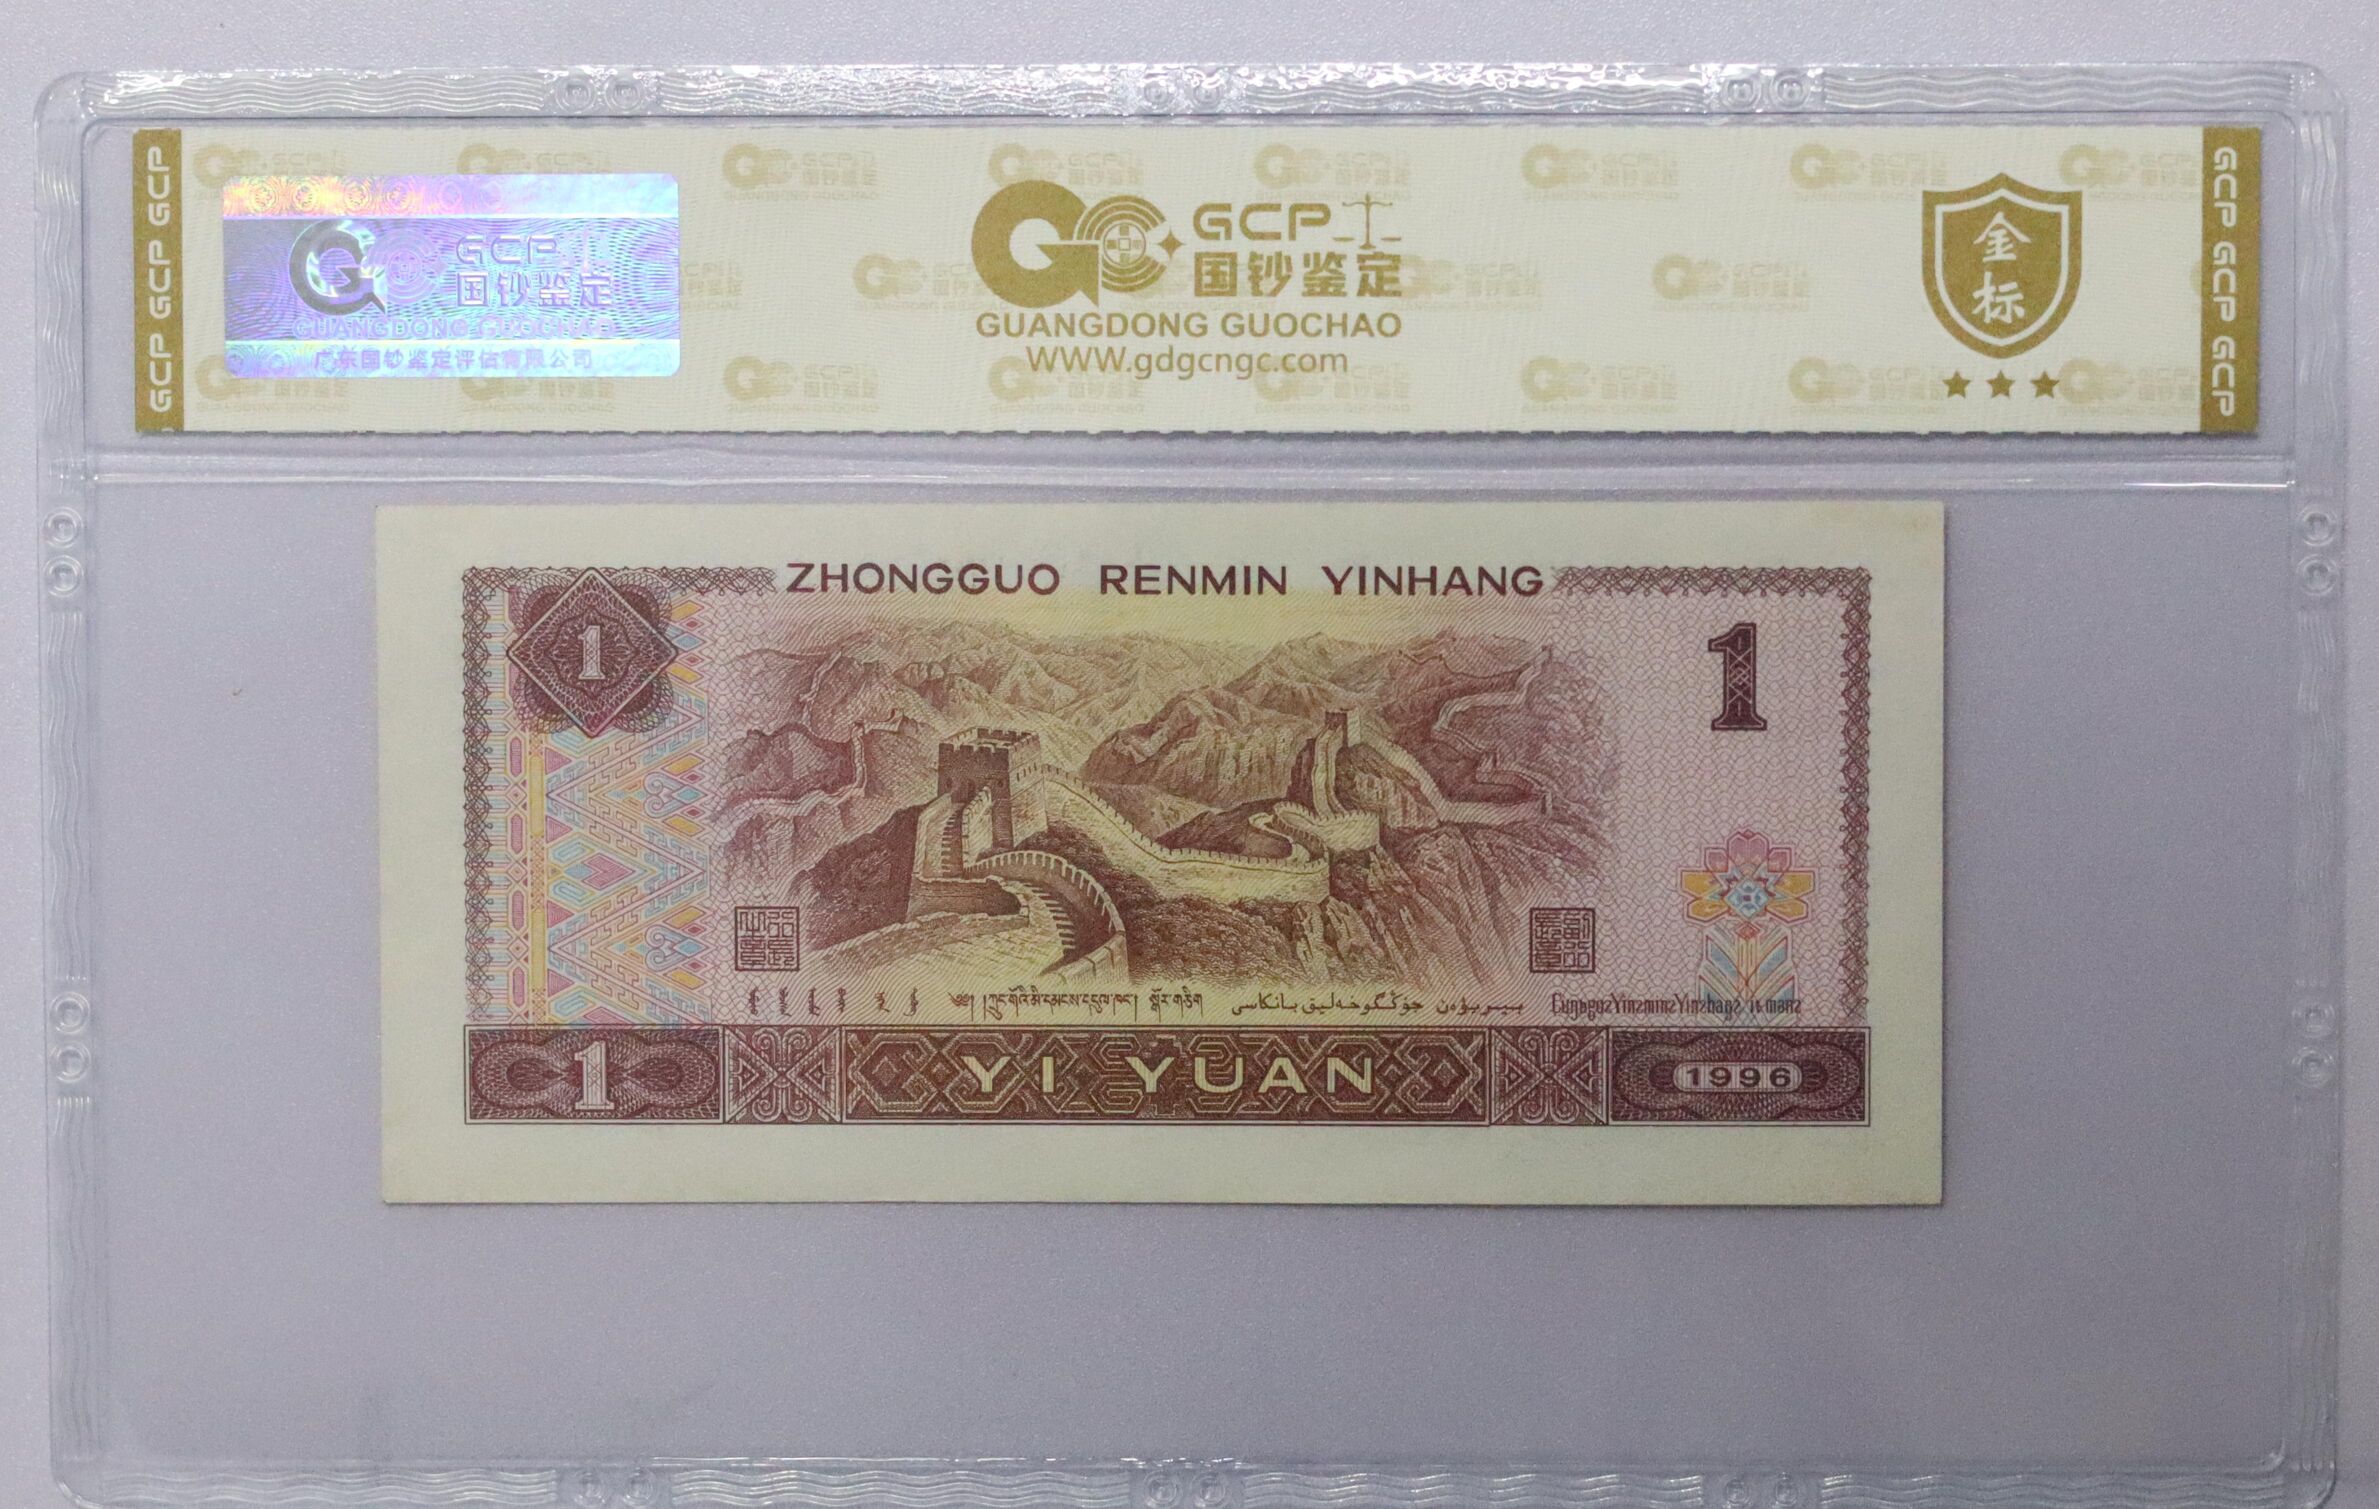 GCP GCP GCP
GCP
国钞鉴定
GUANGDONG GUOCHAO
广东国钞鉴定评估有限公司
GCP
国钞鉴定
GUANGDONG GUOCHAO
WWW.gdgcngc.com
金
标
★★★
GCP GCP GCP
ZHONGGUO RENMIN YINHANG
1
1
1
YI YUAN
1996